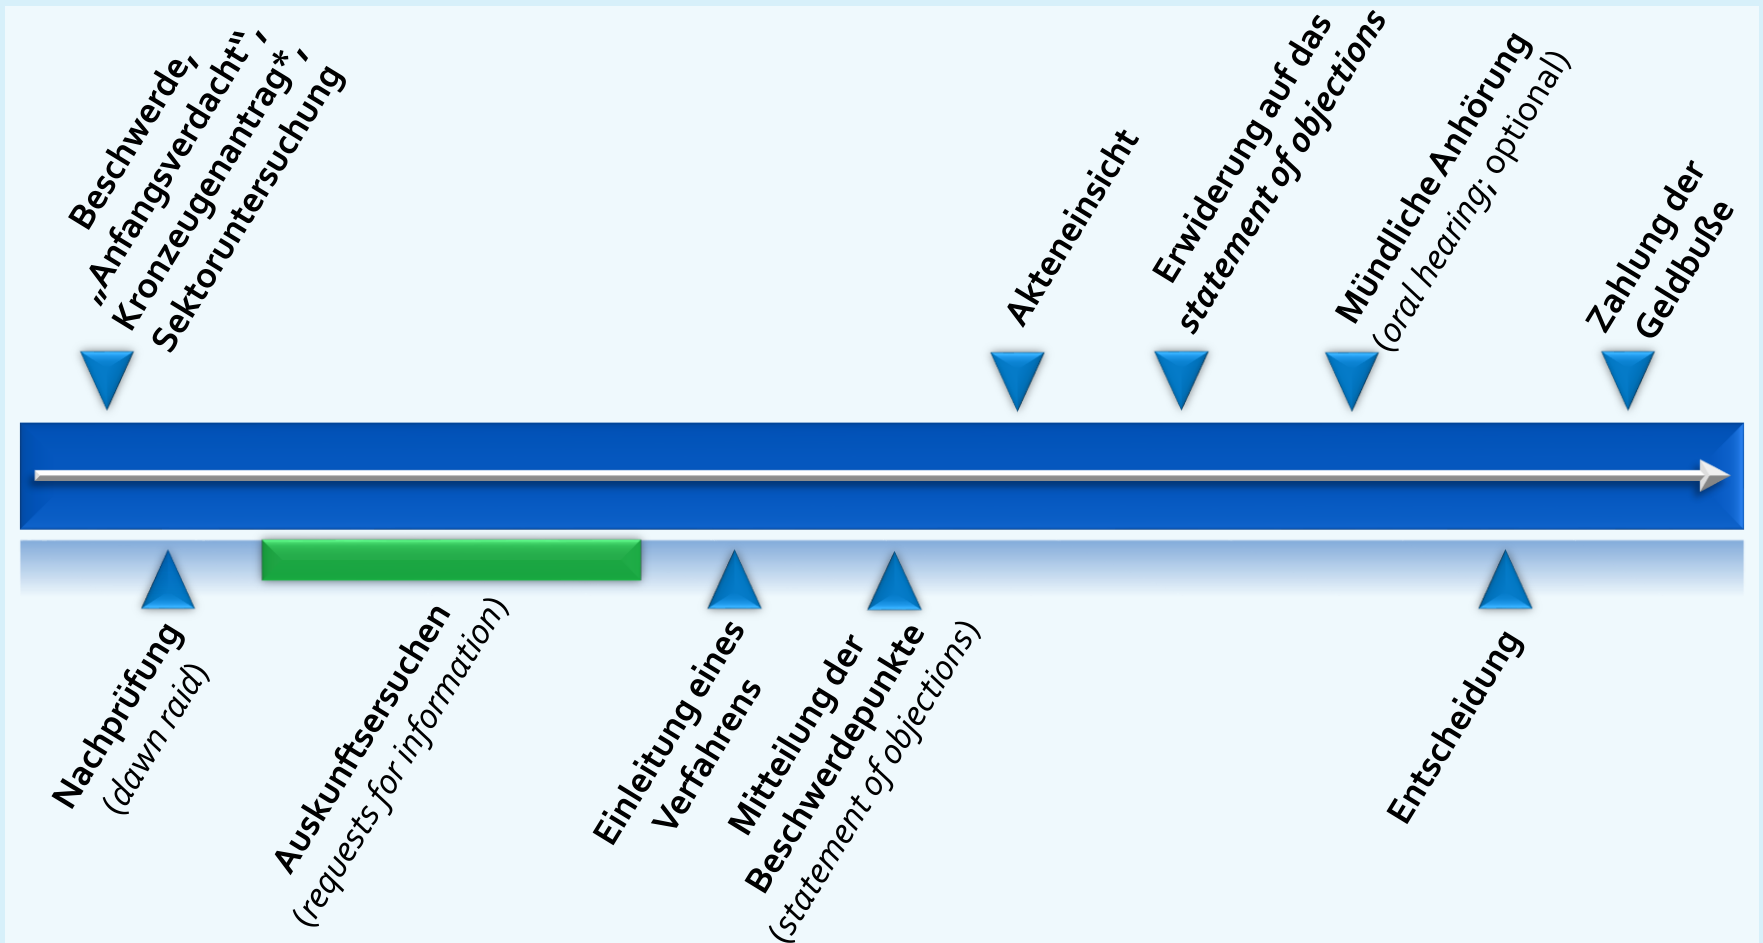 Beschwerde,
„Anfangsverdacht“,
Kronzeugenantrag*,
Sektoruntersuchung
Akteneinsicht
Erwiderung auf das
statement of objections
Mündliche Anhörung
(oral hearing; optional)
Zahlung der
Geldbuße
Nachprüfung
(dawn raid)
Auskunftsersuchen
(requests for information)
Einleitung eines
Verfahrens
Mitteilung der
Beschwerdepunkte
(statement of objections)
Entscheidung